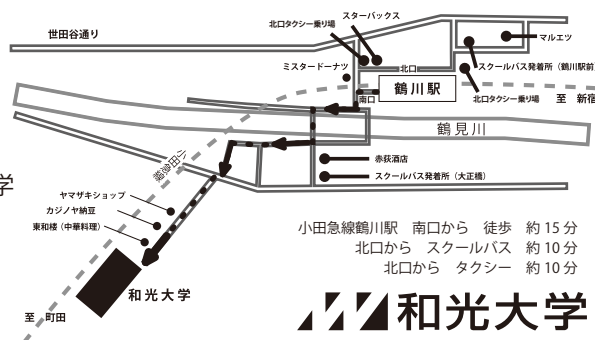 スターバックス
北口タクシー乗り場
世田谷通り
マルエツ
ミスタードーナツ
北口
スクールバス発着所（鶴川駅前
鶴川駅
南口
北口タクシー乗り場
至 新宿
鶴見川
小田急線
赤荻酒店
スクールバス発着所（大正橋）
学
ヤマザキショップ
カジノヤ納豆
東和楼（中華料理）
和光大学
至 町田
小田急線鶴川駅 南口から 徒歩 約15分
北口から スクールバス 約10分
北口から タクシー 約10分
和光大学